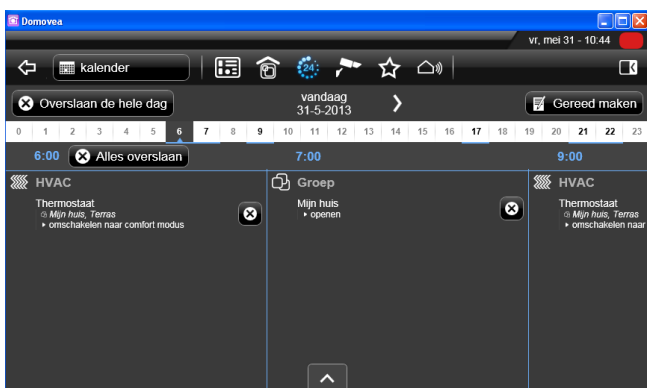 Domovea
vr, mei 31 - 10:44
kalender
24
Overslaan de hele dag
vandaag
31-5-2013
Gereed maken
0 1 2 3 4 5 6 7 8 9 10 11 12 13 14 15 16 17 18 19 20 21 22 23
6:00 Alles overslaan 7:00 9:00
HVAC Groep HVAC
Thermostaat Mijn huis Thermostaat
Mijn huis, Terras openen Mijn huis, Terras
omschakelen naar comfort modus omschakelen naar